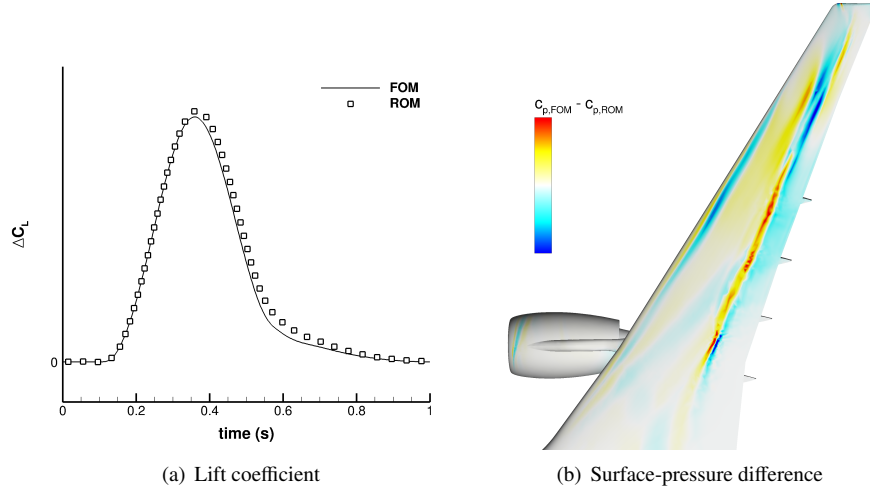 FOM
ROM
ΔC_L
0
0 0.2 0.4 0.6 0.8 1
time (s)
C_p,FOM - C_p,ROM
(a) Lift coefficient
(b) Surface-pressure difference